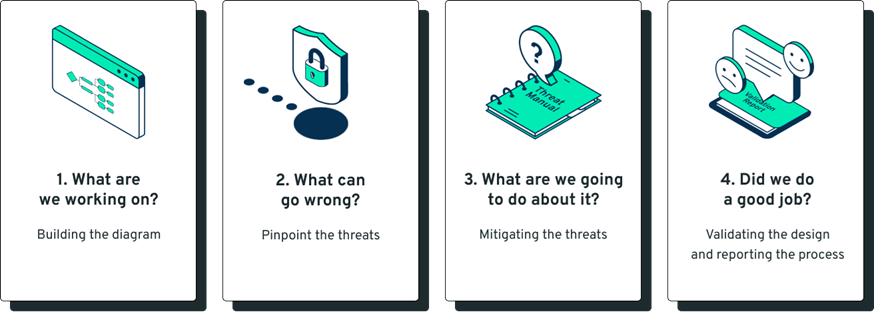 1. What are
we working on?
Building the diagram
2. What can
go wrong?
Pinpoint the threats
?
Threat
Manual
3. What are we going
to do about it?
Mitigating the threats
Validation
Report
4. Did we do
a good job?
Validating the design
and reporting the process